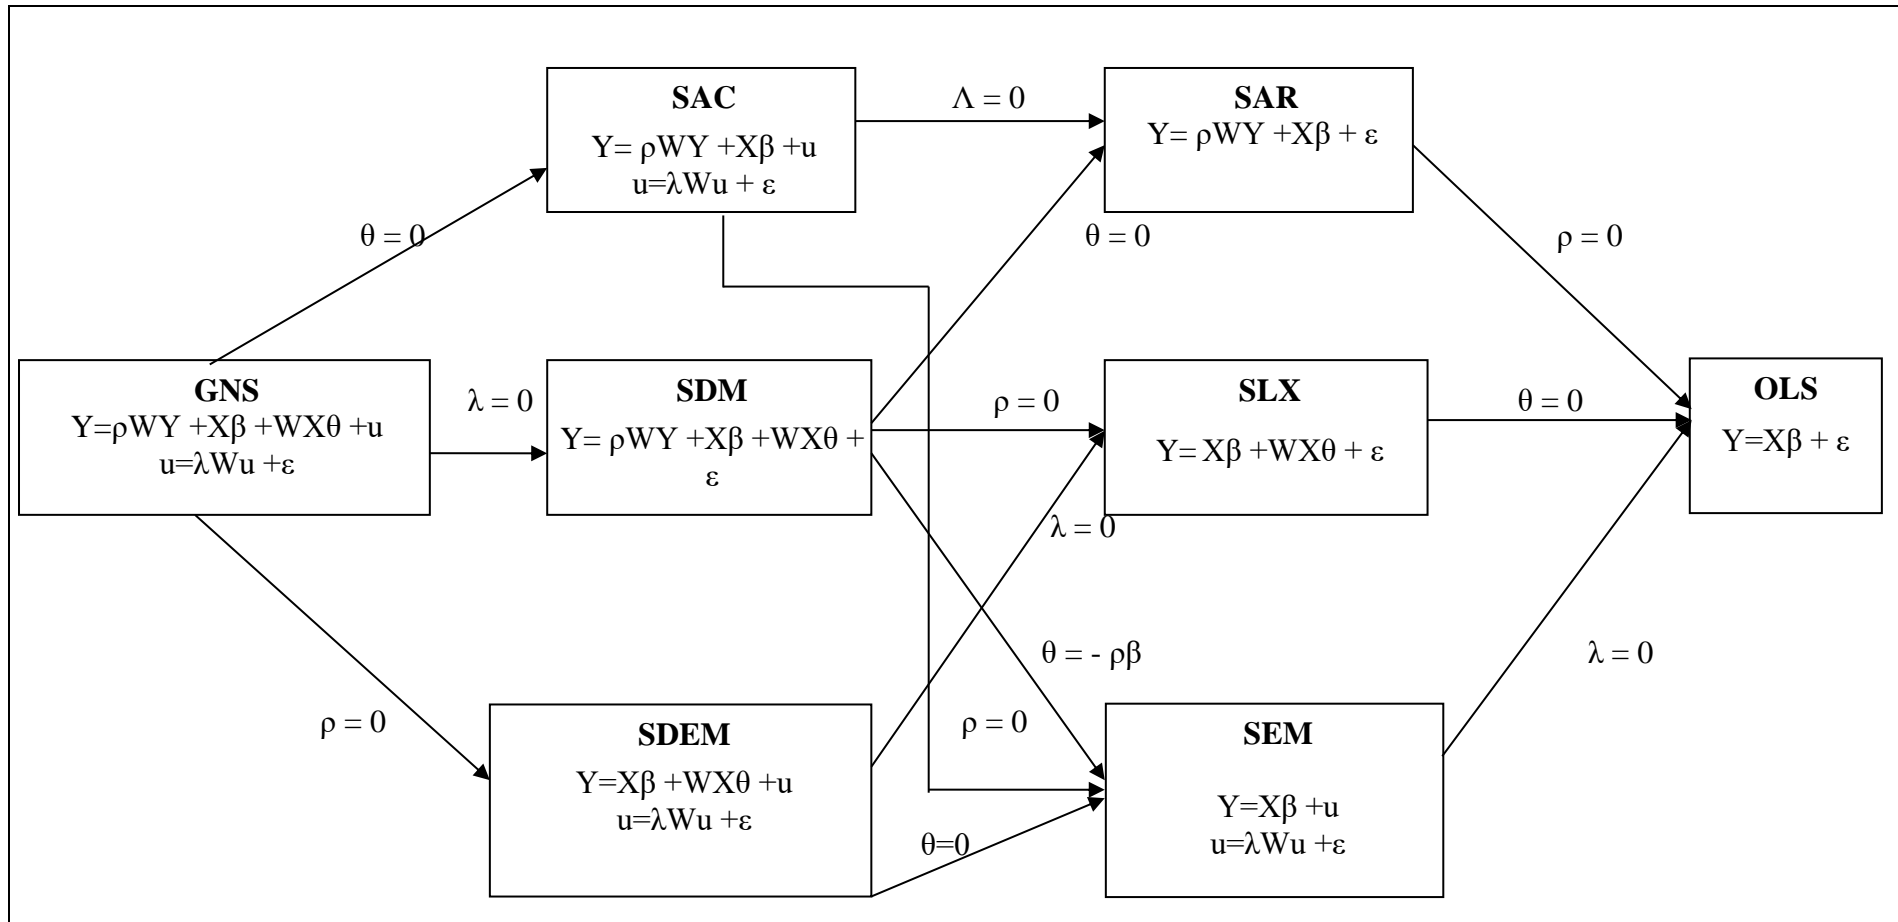 SAC
Y= ρWY +Xβ +u
u=λWu + ε
Λ = 0
SAR
Y= ρWY +Xβ + ε
θ = 0
θ = 0
ρ = 0
GNS
Y=ρWY +Xβ +WXθ +u
u=λWu +ε
λ = 0
SDM
Y= ρWY +Xβ +WXθ +
ε
ρ = 0
SLX
Y= Xβ +WXθ + ε
θ = 0
OLS
Y=Xβ + ε
λ = 0
θ = - ρβ
λ = 0
ρ = 0
SDEM
Y=Xβ +WXθ +u
u=λWu +ε
ρ = 0
θ=0
SEM
Y=Xβ +u
u=λWu +ε